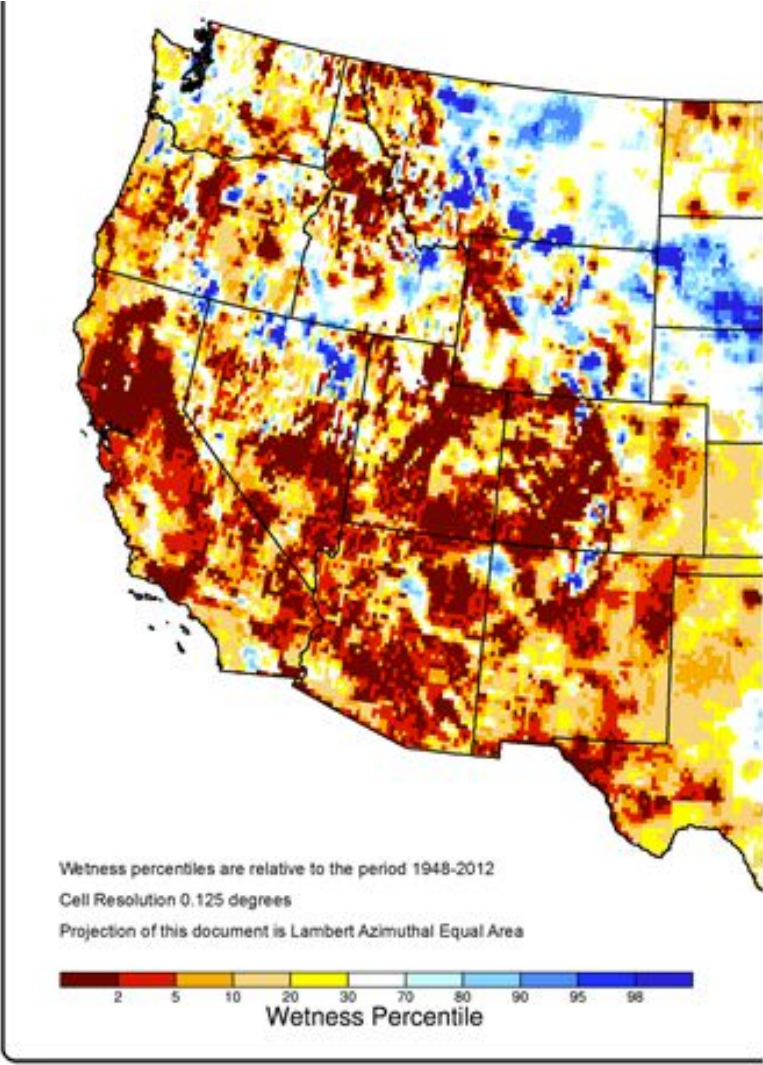 Wetness percentiles are relative to the period 1948-2012
Cell Resolution 0.125 degrees
Projection of this document is Lambert Azimuthal Equal Area
2 5 10 20 30 70 80 90 95 98
Wetness Percentile